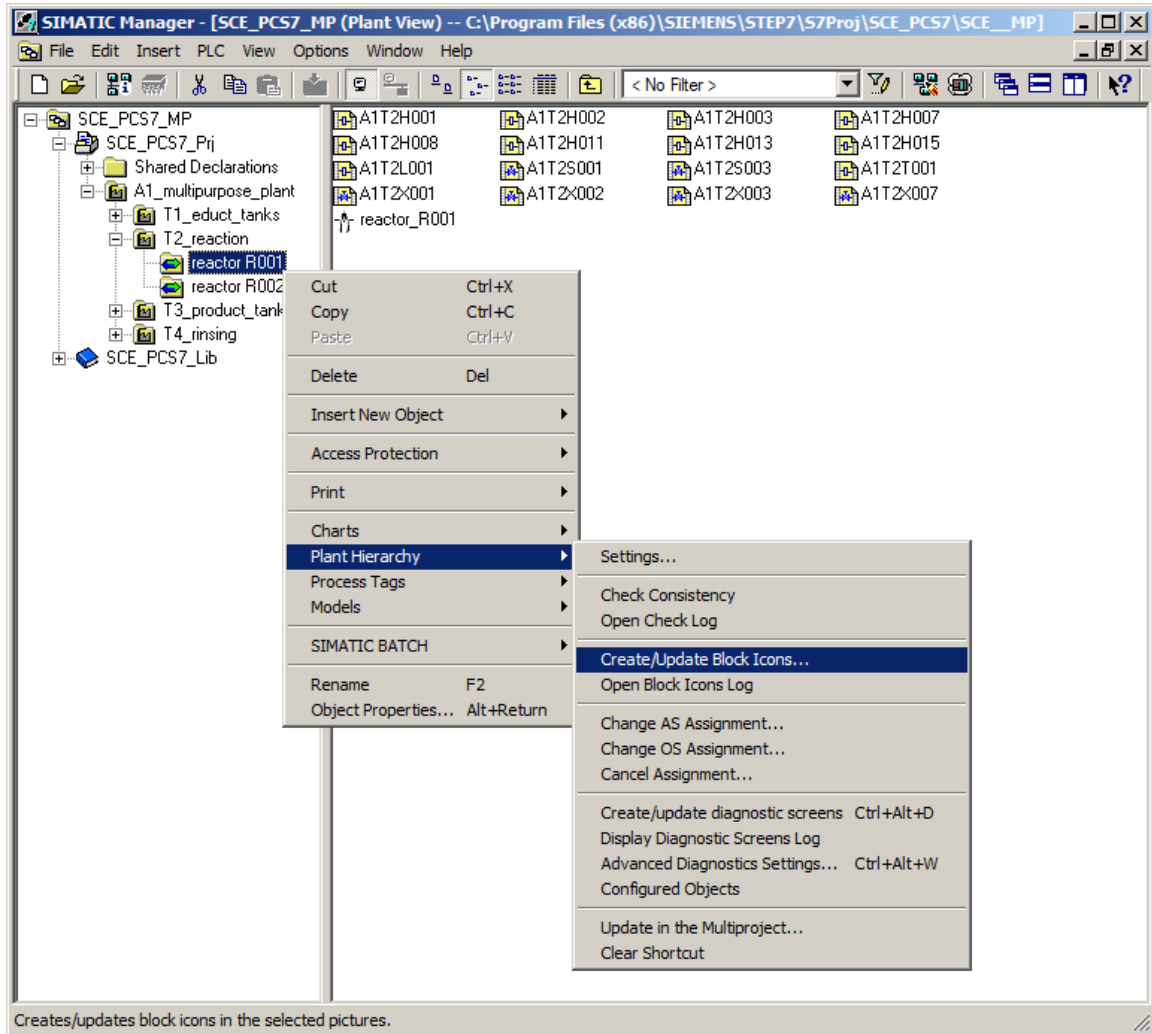 SIMATIC Manager - [SCE_PCS7_MP (Plant View) -- C:\Program Files (x86)\SIEMENS\STEP7\S7Proj\SCE_PCS7\SCE__MP]
File Edit Insert PLC View Options Window Help
< No Filter >
SCE_PCS7_MP
SCE_PCS7_Prj
Shared Declarations
A1_multipurpose_plant
T1_educt_tanks
T2_reaction
reactor R001
reactor R002
T3_product_tank
T4_rinsing
SCE_PCS7_Lib
A1T2H001 A1T2H002 A1T2H003 A1T2H007
A1T2H008 A1T2H011 A1T2H013 A1T2H015
A1T2L001 A1T2S001 A1T2S003 A1T2T001
A1T2X001 A1T2X002 A1T2X003 A1T2X007
reactor_R001
Cut Ctrl+X
Copy Ctrl+C
Paste Ctrl+V
Delete Del
Insert New Object
Access Protection
Print
Charts
Plant Hierarchy
Process Tags
Models
SIMATIC BATCH
Rename F2
Object Properties... Alt+Return
Settings...
Check Consistency
Open Check Log
Create/Update Block Icons...
Open Block Icons Log
Change AS Assignment...
Change OS Assignment...
Cancel Assignment...
Create/update diagnostic screens Ctrl+Alt+D
Display Diagnostic Screens Log
Advanced Diagnostics Settings... Ctrl+Alt+W
Configured Objects
Update in the Multiproject...
Clear Shortcut
Creates/updates block icons in the selected pictures.